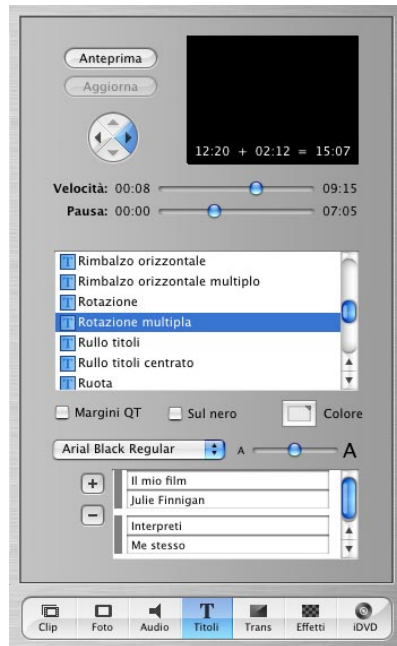 Anteprima
Aggiorna
12:20 + 02:12 = 15:07
Velocità: 00:08 09:15
Pausa: 00:00 07:05
Rimbalzo orizzontale
Rimbalzo orizzontale multiplo
Rotazione
Rotazione multipla
Rullo titoli
Rullo titoli centrato
Ruota
Margini QT Sul nero Colore
Arial Black Regular A A
Il mio film
Julie Finnigan
Interpreti
Me stesso
Clip Foto Audio Titoli Trans Effetti iDVD